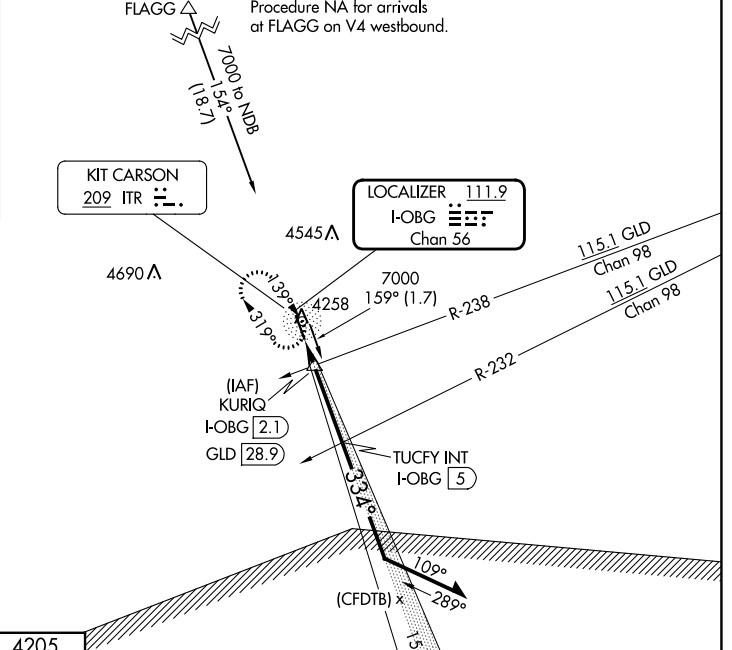 FLAGG
Procedure NA for arrivals
at FLAGG on V4 westbound.
7000 to NDB
154°
(18.7)
KIT CARSON
209 ITR
LOCALIZER 111.9
I-OBG
Chan 56
4545
4690
115.1 GLD
Chan 98
115.1 GLD
Chan 98
139°
4258
7000
159° (1.7)
319°
R-238
R-232
(IAF)
KURIQ
I-OBG 2.1
GLD 28.9
TUCFY INT
I-OBG 5
334°
109°
289°
(CFDTB) x
4205